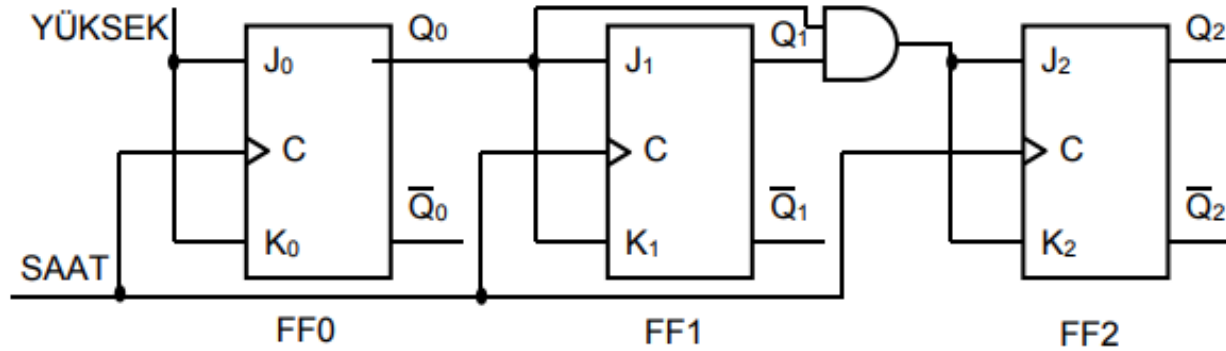 YÜKSEK Q₀ Q₁ Q₂
J₀ J₁ J₂
C C C
Q̅₀ Q̅₁ Q̅₂
K₀ K₁ K₂
SAAT
FF0 FF1 FF2